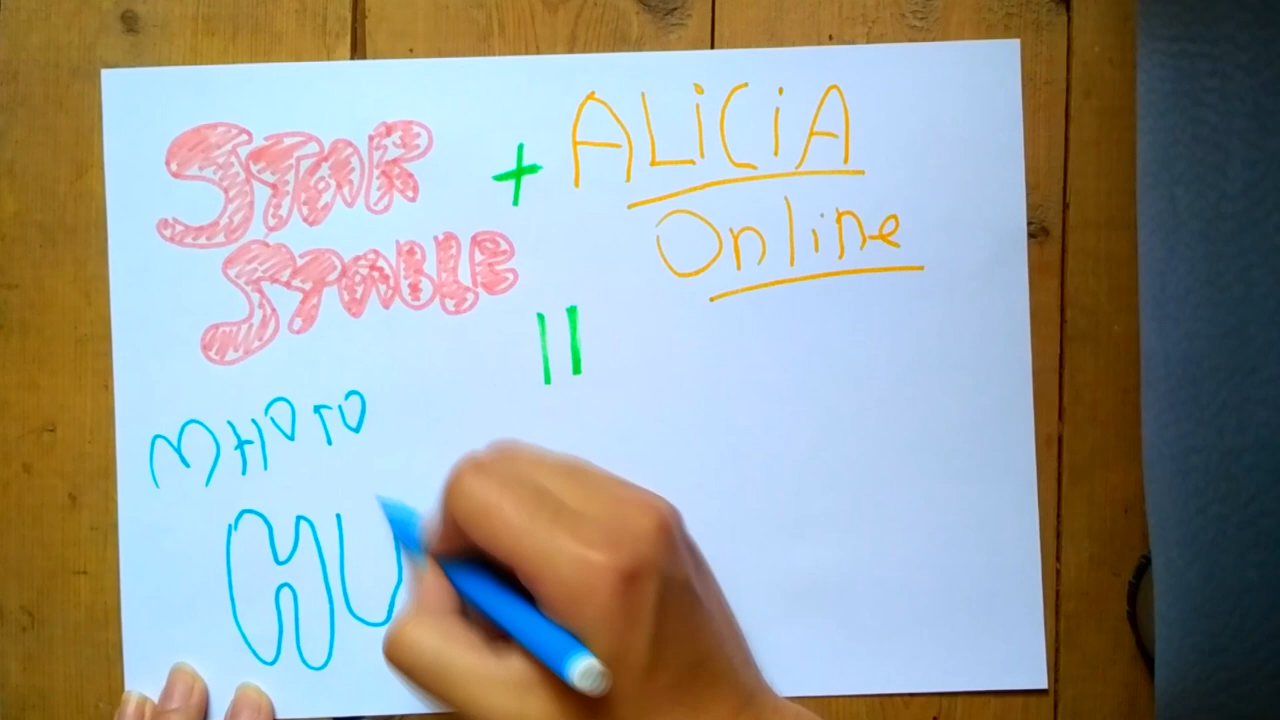 STAR + ALiCiA
STABLE Online
=
МНОГО